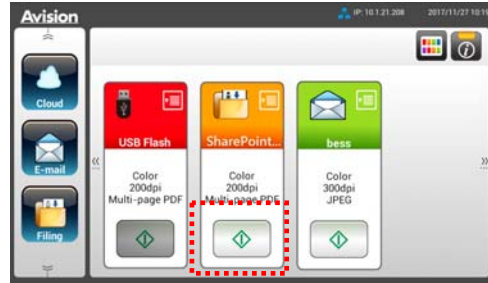 Avision
IP: 10.1.21.208 2017/11/27 10:19
Cloud
E-mail
Filing
USB Flash
Color
200dpi
Multi-page PDF
SharePoint...
Color
200dpi
Multi-page PDF
bess
Color
300dpi
JPEG